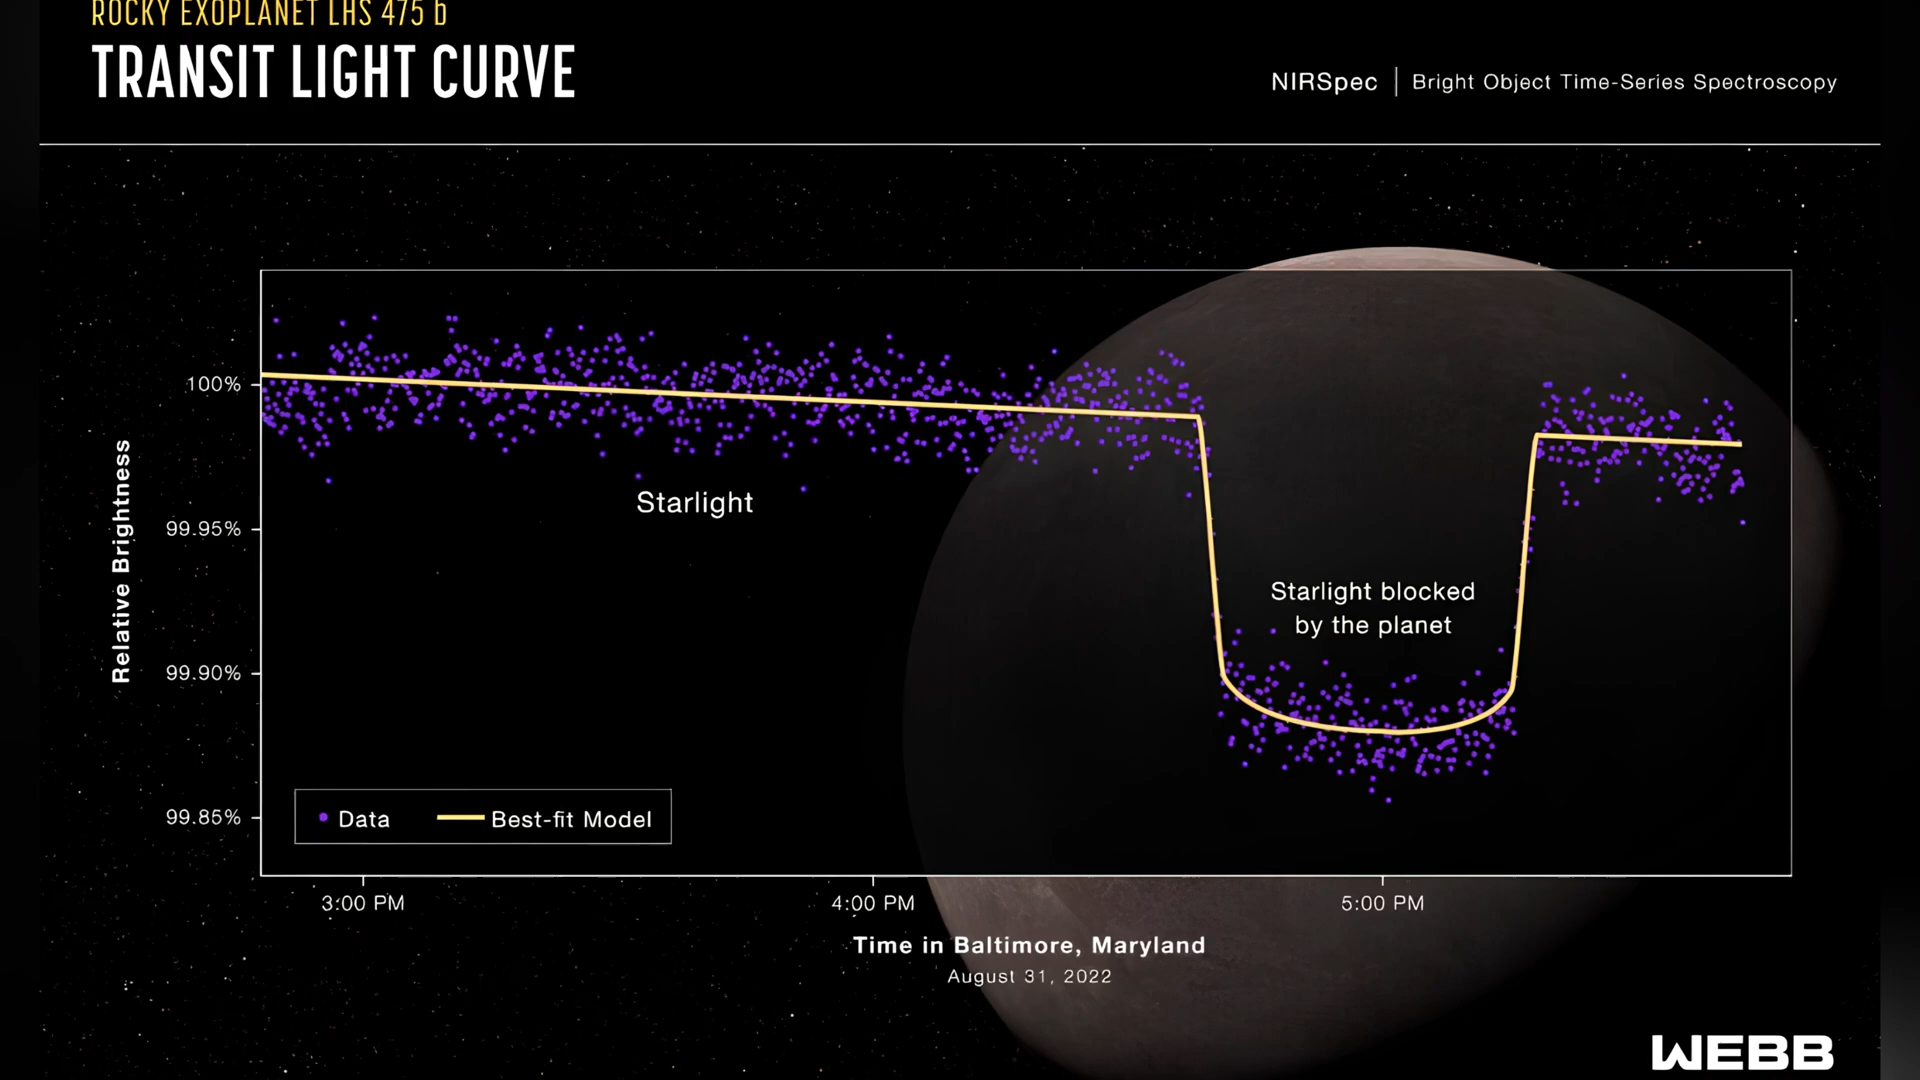 ROCKY EXOPLANET LHS 475 b
TRANSIT LIGHT CURVE
NIRSpec | Bright Object Time-Series Spectroscopy
Relative Brightness
100%
99.95%
99.90%
99.86%
Starlight
Starlight blocked
by the planet
Data
Best-fit Model
3:00 PM
4:00 PM
5:00 PM
Time in Baltimore, Maryland
August 31, 2022
WEBB